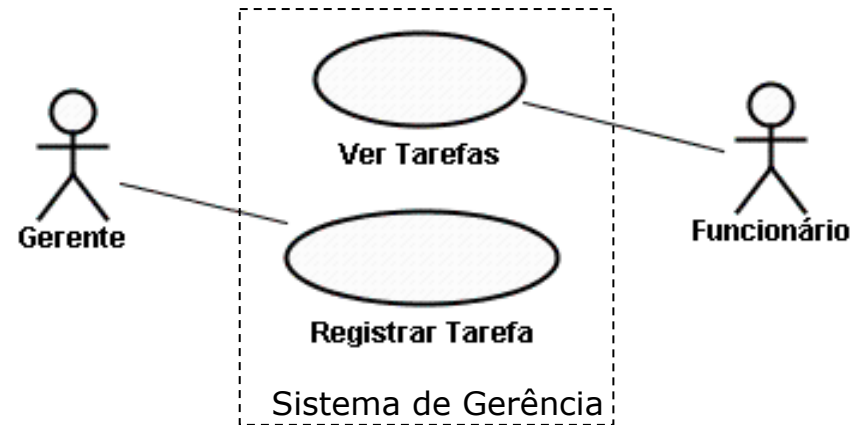 Ver Tarefas
Gerente
Funcionário
Registrar Tarefa
Sistema de Gerência